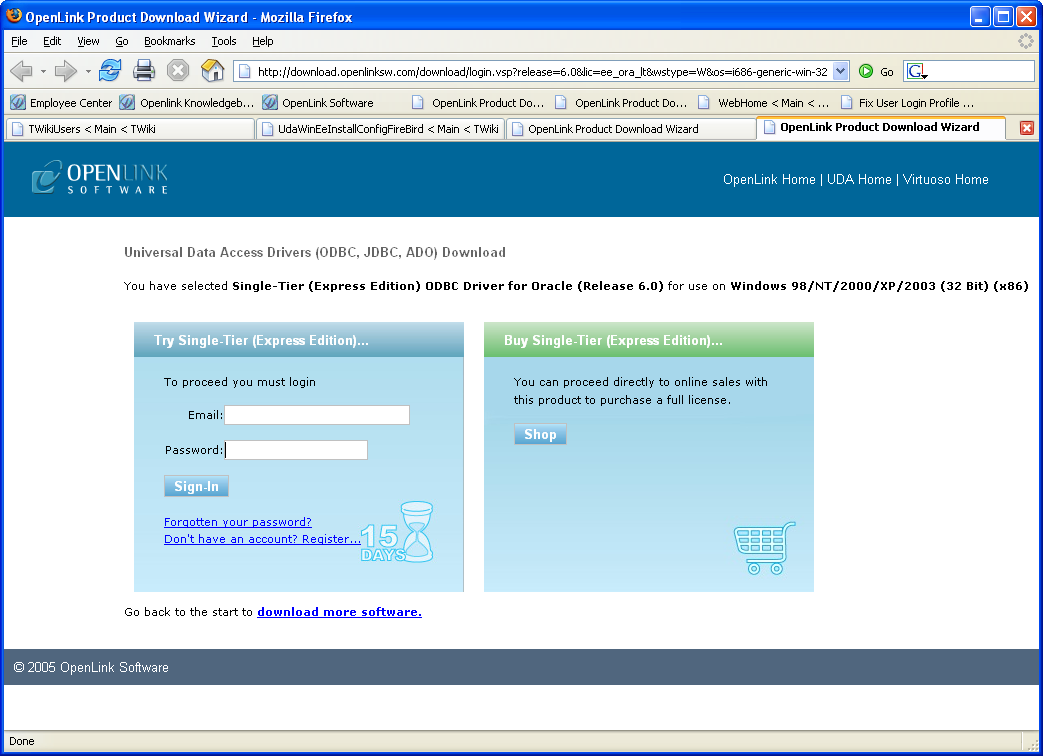 OpenLink Product Download Wizard - Mozilla Firefox
File Edit View Go Bookmarks Tools Help
http://download.openlinksw.com/download/login.vsp?release=6.0&lic=ee_ora_lt&wstype=W&os=i686-generic-win-32 Go G
Employee Center Openlink Knowledgeb... OpenLink Software OpenLink Product Do... OpenLink Product Do... WebHome < Main < ... Fix User Login Profile ...
TWikiUsers < Main < TWiki UdaWinEeInstallConfigFireBird < Main < TWiki OpenLink Product Download Wizard OpenLink Product Download Wizard
OPENLINK
SOFTWARE
OpenLink Home | UDA Home | Virtuoso Home
Universal Data Access Drivers (ODBC, JDBC, ADO) Download
You have selected Single-Tier (Express Edition) ODBC Driver for Oracle (Release 6.0) for use on Windows 98/NT/2000/XP/2003 (32 Bit) (x86)
Try Single-Tier (Express Edition)...
To proceed you must login
Email:
Password:
Sign-In
Forgotten your password?
Don't have an account? Register...
15
DAYS
Buy Single-Tier (Express Edition)...
You can proceed directly to online sales with
this product to purchase a full license.
Shop
Go back to the start to download more software.
© 2005 OpenLink Software
Done